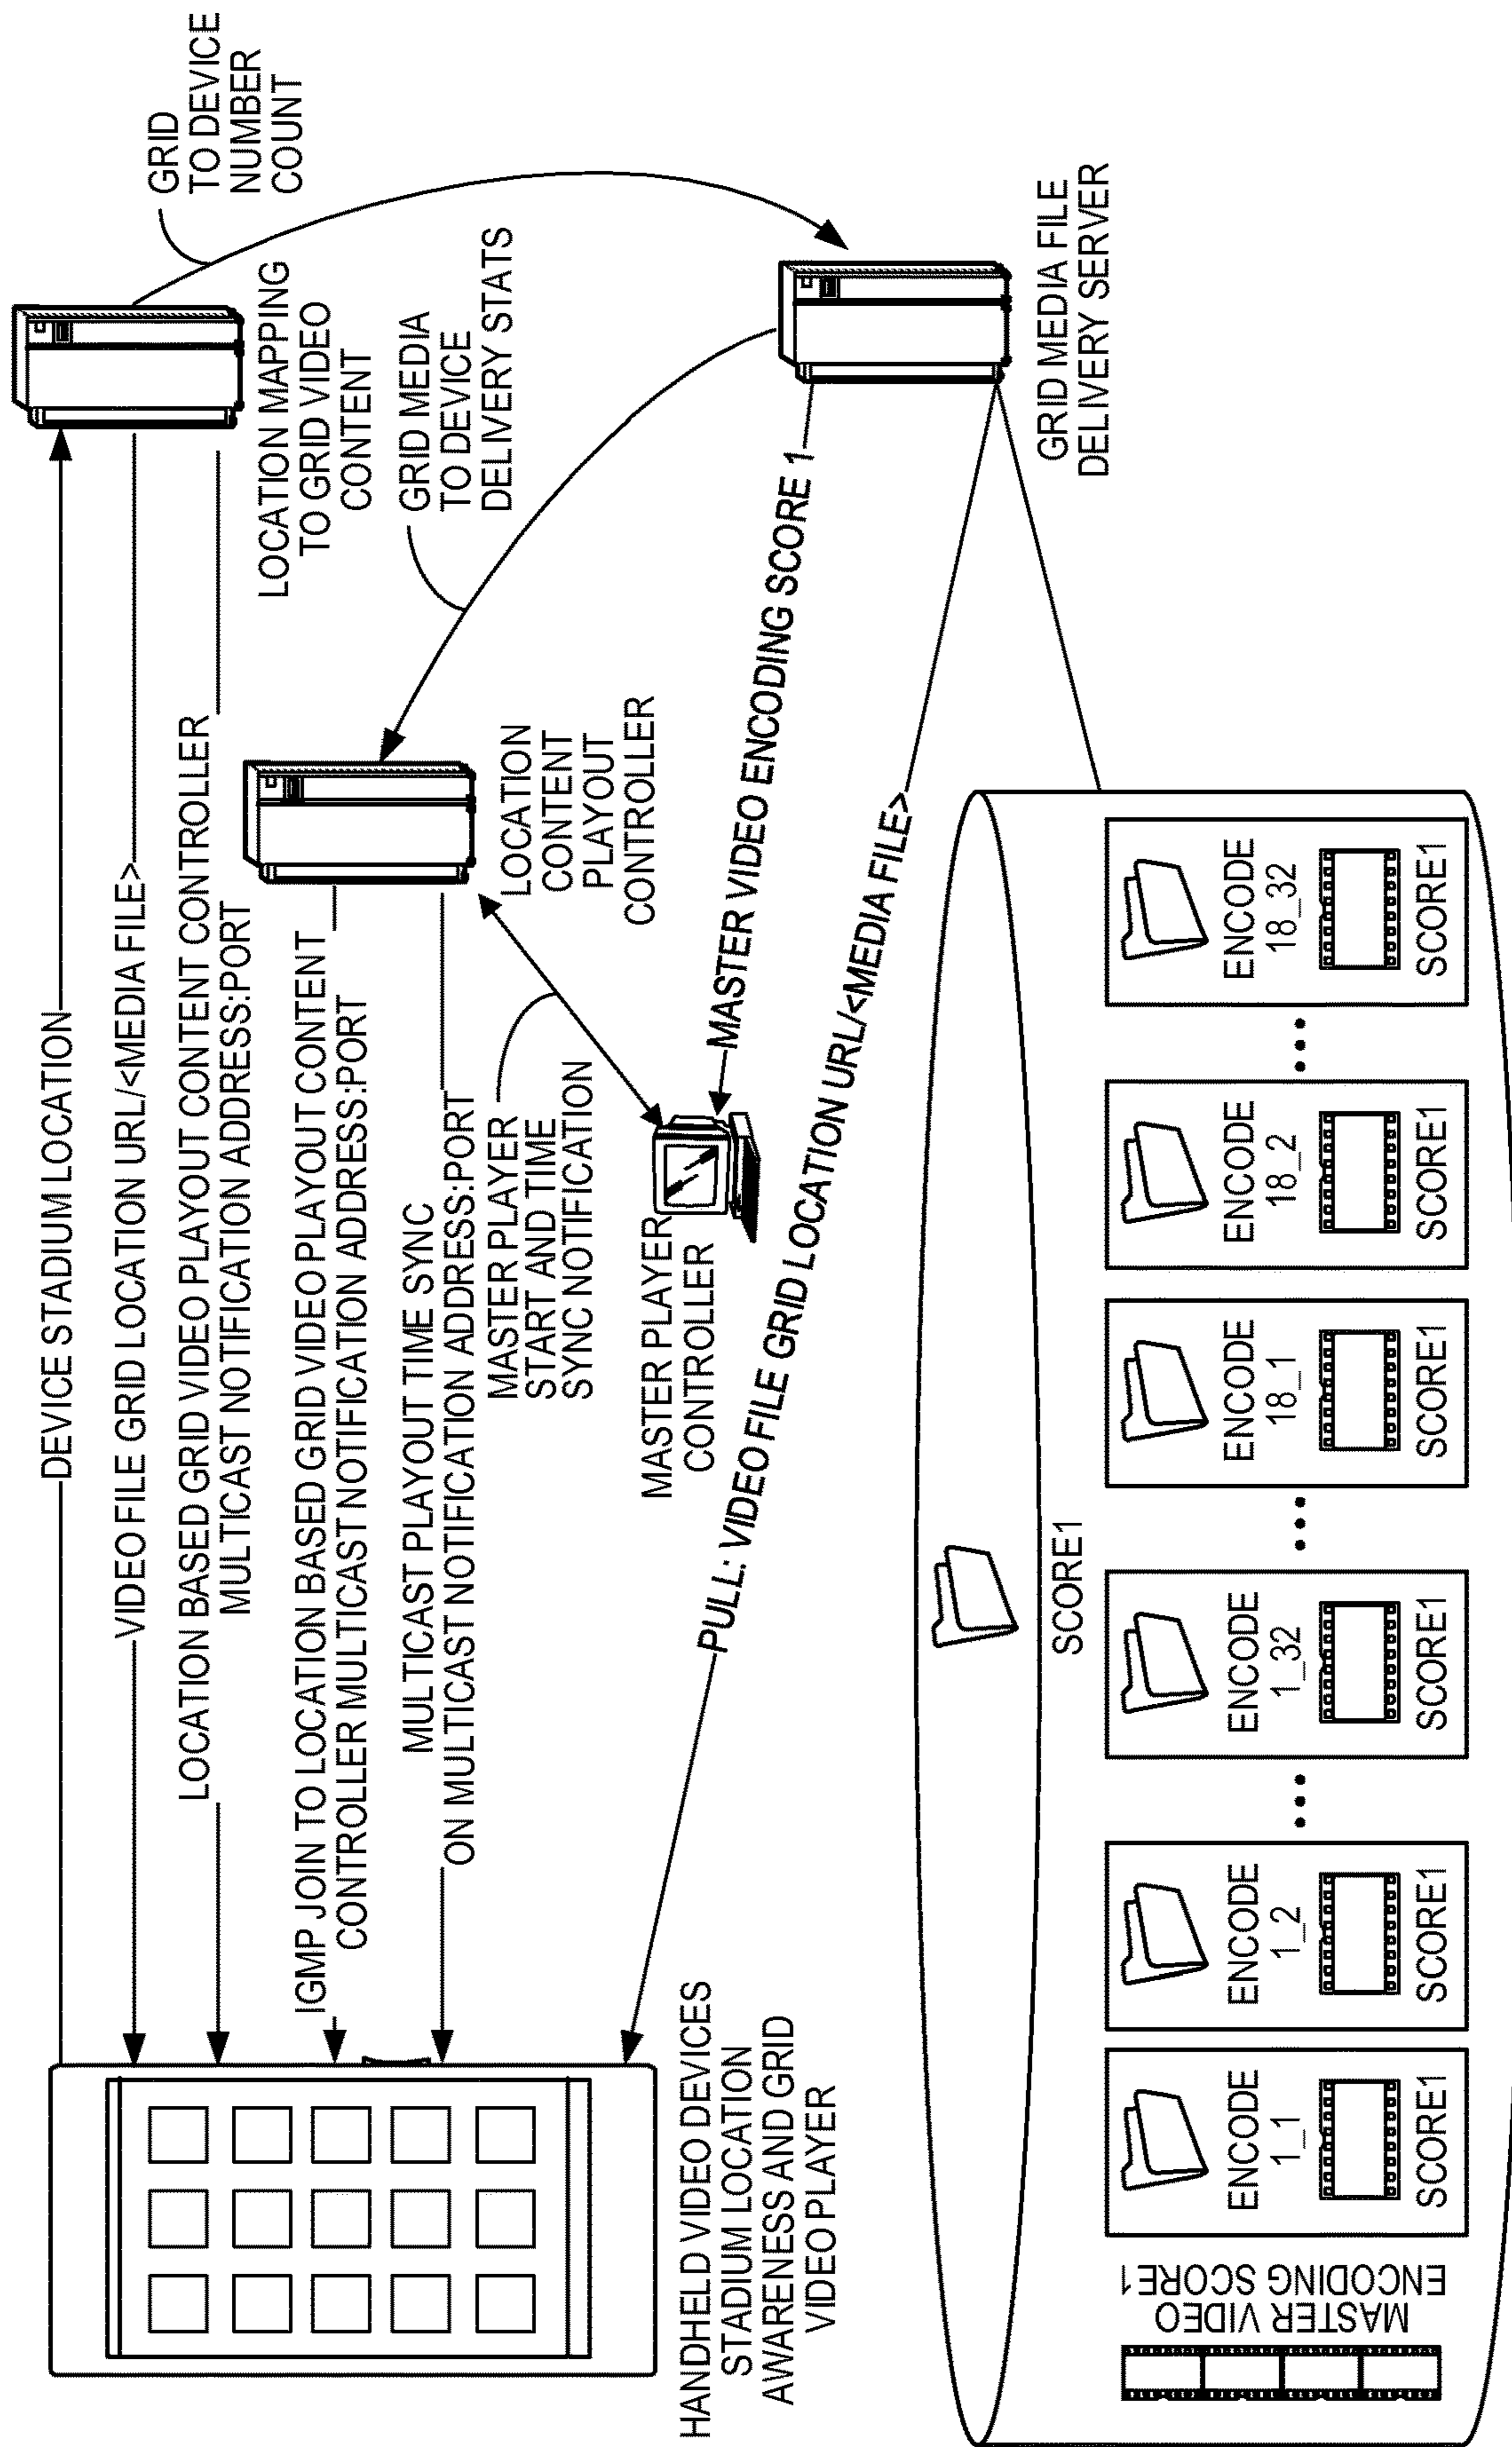 DEVICE STADIUM LOCATION
VIDEO FILE GRID LOCATION URL/<MEDIA FILE>
LOCATION BASED GRID VIDEO PLAYOUT CONTENT CONTROLLER
MULTICAST NOTIFICATION ADDRESS:PORT
IGMP JOIN TO LOCATION BASED GRID VIDEO PLAYOUT CONTENT
CONTROLLER MULTICAST NOTIFICATION ADDRESS:PORT
MULTICAST PLAYOUT TIME SYNC
ON MULTICAST NOTIFICATION ADDRESS:PORT
GRID
TO DEVICE
NUMBER
COUNT
LOCATION MAPPING
TO GRID VIDEO
CONTENT
GRID MEDIA
TO DEVICE
DELIVERY STATS
LOCATION
CONTENT
PLAYOUT
CONTROLLER
MASTER PLAYER
START AND TIME
SYNC NOTIFICATION
MASTER PLAYER
CONTROLLER
MASTER VIDEO ENCODING SCORE 1
PULL: VIDEO FILE GRID LOCATION URL/<MEDIA FILE>
GRID MEDIA FILE
DELIVERY SERVER
HANDHELD VIDEO DEVICES
STADIUM LOCATION
AWARENESS AND GRID
VIDEO PLAYER
SCORE1
MASTER VIDEO
ENCODING SCORE1
ENCODE
1_1
SCORE1
ENCODE
1_2
SCORE1
ENCODE
1_32
SCORE1
ENCODE
18_1
SCORE1
ENCODE
18_2
SCORE1
ENCODE
18_32
SCORE1